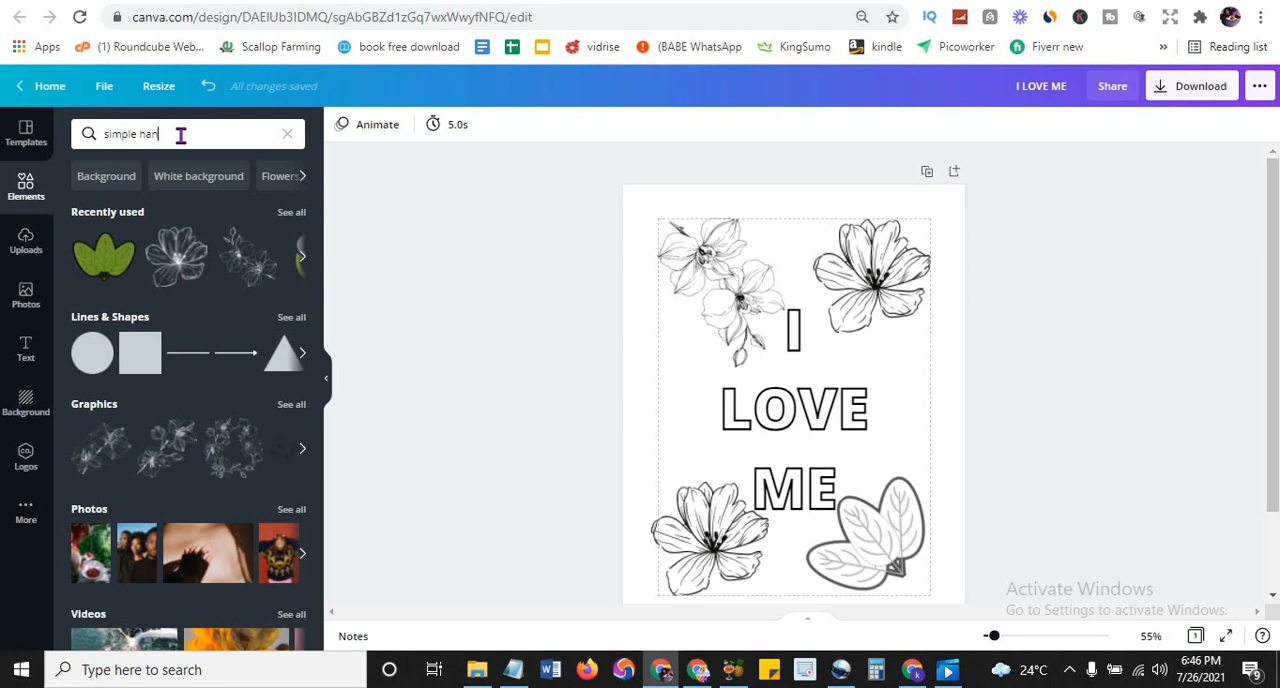 canva.com/design/DAEIUb3IDMQ/sgAbGBZd1zGq7wxWwyfNFQ/edit
Apps
(1) Roundcube Web...
Scallop Farming
book free download
vidrise
(BABE WhatsApp
KingSumo
kindle
Picoworker
Fiverr new
»
Reading list
Home
File
Resize
All changes saved
I LOVE ME
Share
Download
Templates
Elements
Uploads
Photos
Text
Background
Logos
More
simple han
Background
White background
Flowers
Recently used
See all
Lines & Shapes
See all
Graphics
See all
Photos
See all
Videos
See all
Animate
5.0s
I
LOVE
ME
Activate Windows
Go to Settings to activate Windows.
Notes
55%
1
Type here to search
24°C
6:46 PM
7/26/2021
9